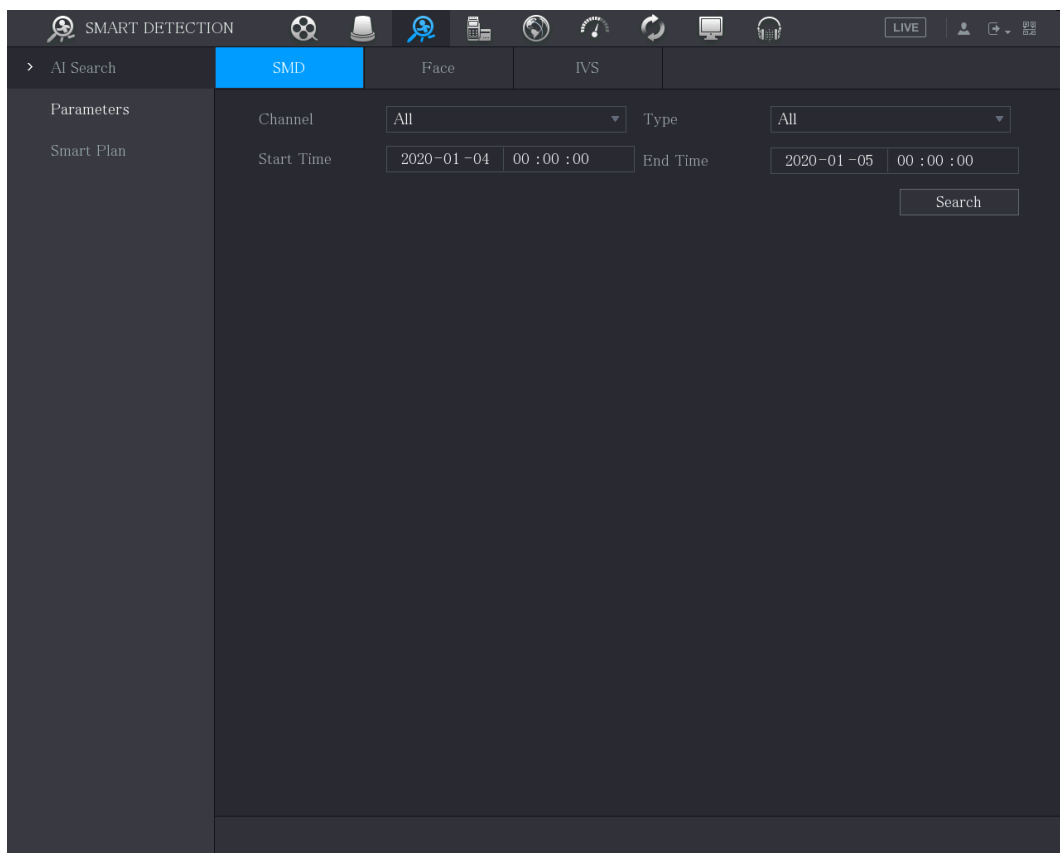 SMART DETECTION LIVE
AI Search SMD Face IVS
Parameters
Channel All Type All
Smart Plan
Start Time 2020-01-04 00:00:00 End Time 2020-01-05 00:00:00
Search